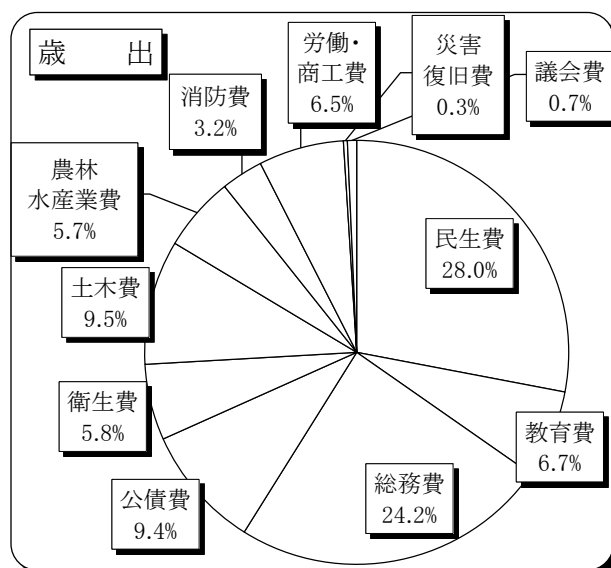 歳　出
労働・
商工費
6.5%
災害
復旧費
0.3%
議会費
0.7%
消防費
3.2%
農林
水産業費
5.7%
民生費
28.0%
土木費
9.5%
衛生費
5.8%
教育費
6.7%
公債費
9.4%
総務費
24.2%